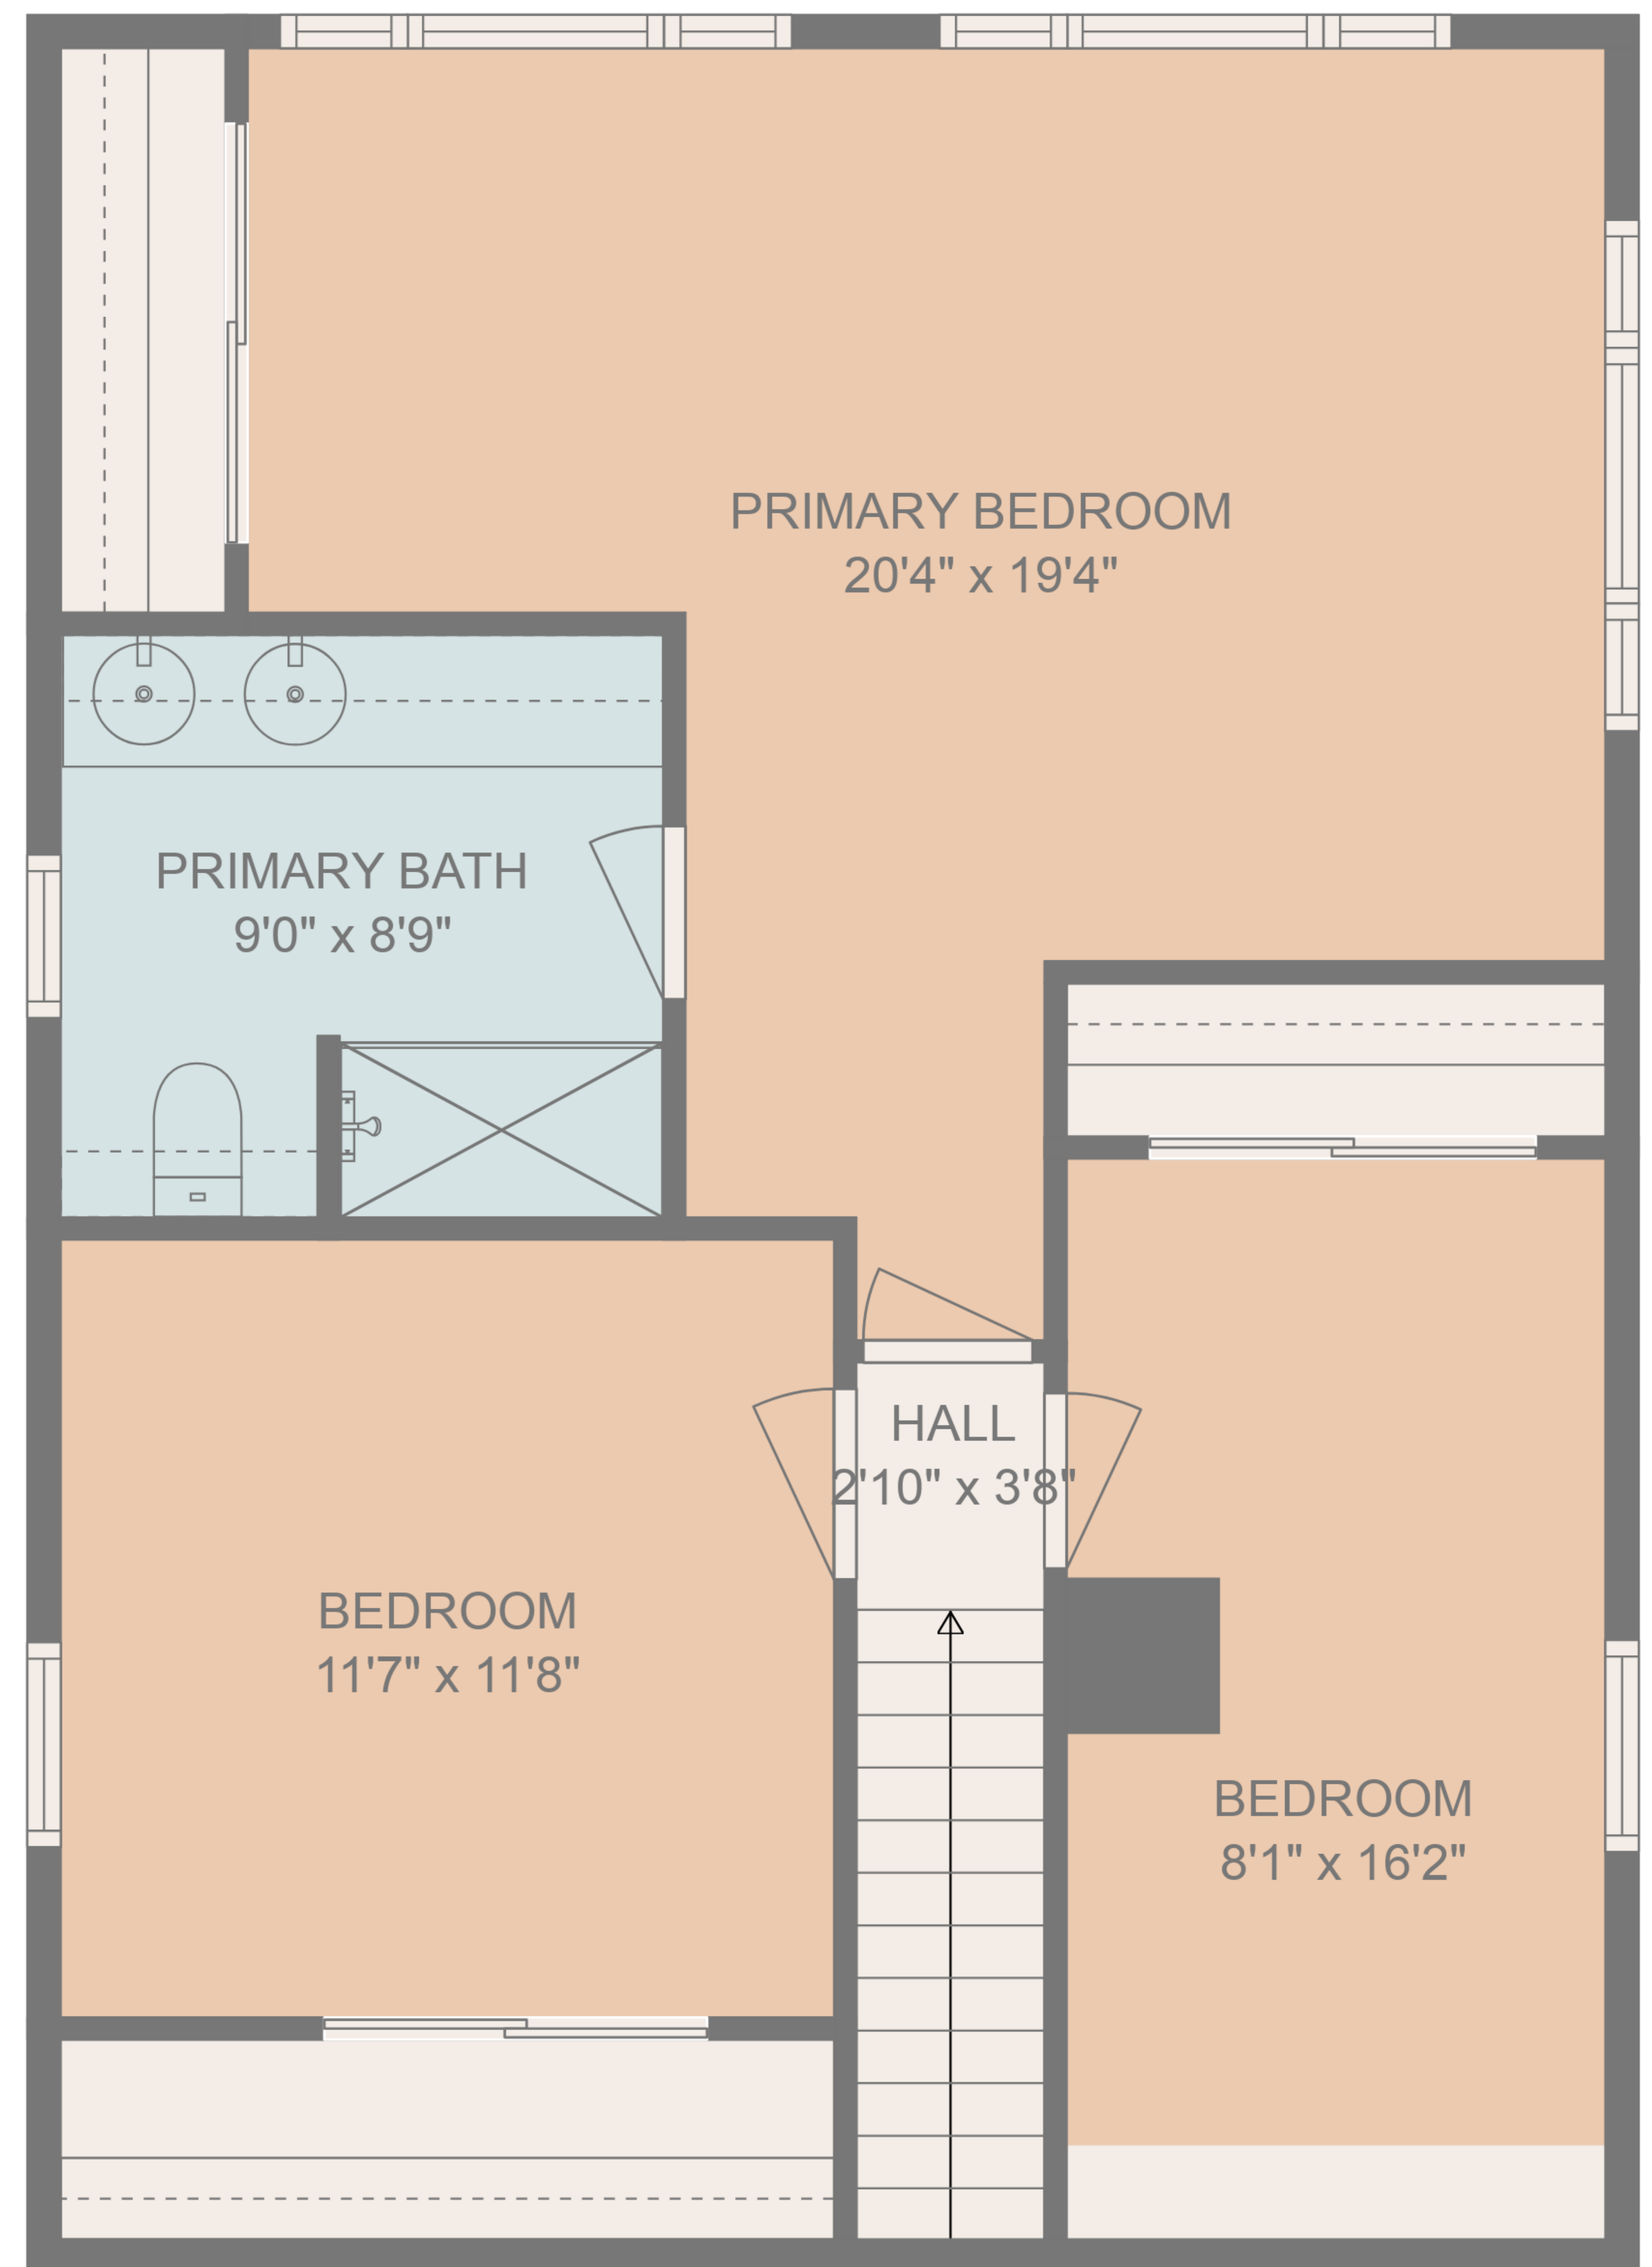 PRIMARY BEDROOM
20'4" x 19'4"
PRIMARY BATH
9'0" x 8'9"
HALL
2'10" x 3'8"
BEDROOM
11'7" x 11'8"
BEDROOM
8'1" x 16'2"